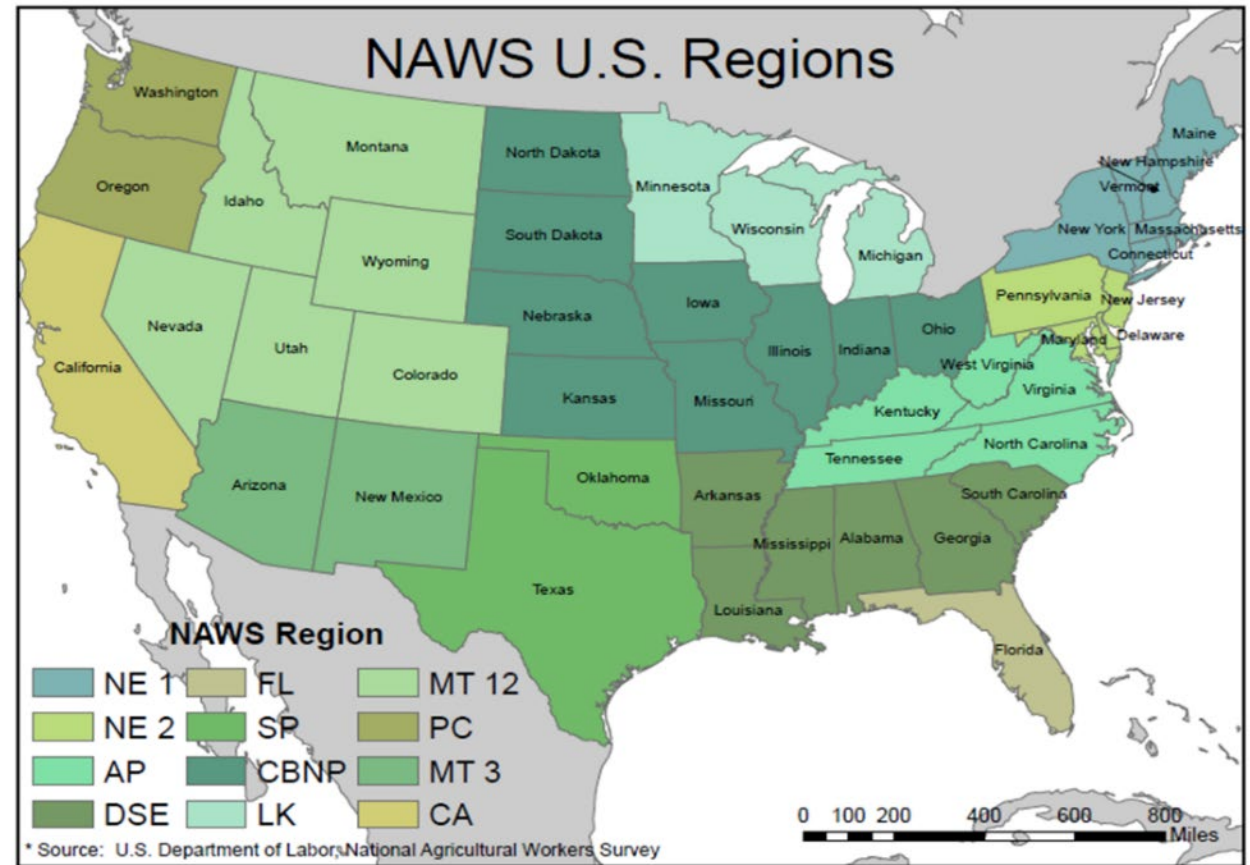 NAWS U.S. Regions
Washington
Maine
Montana
North Dakota
New Hampshire
Oregon
Minnesota
Vermont
Idaho
New York
Massachusetts
South Dakota
Wisconsin
Connecticut
Michigan
Wyoming
Pennsylvania
New Jersey
Iowa
Nebraska
Nevada
Ohio
Delaware
Maryland
Utah
Illinois
Indiana
California
Colorado
West Virginia
Virginia
Kansas
Missouri
Kentucky
North Carolina
Tennessee
Oklahoma
Arizona
New Mexico
Arkansas
South Carolina
Mississippi
Alabama
Georgia
Texas
Louisiana
Florida
NAWS Region
NE 1 FL MT 12
NE 2 SP PC
AP CBNP MT 3
DSE LK CA
0 100 200 400 600 800
Miles
* Source: U.S. Department of Labor, National Agricultural Workers Survey